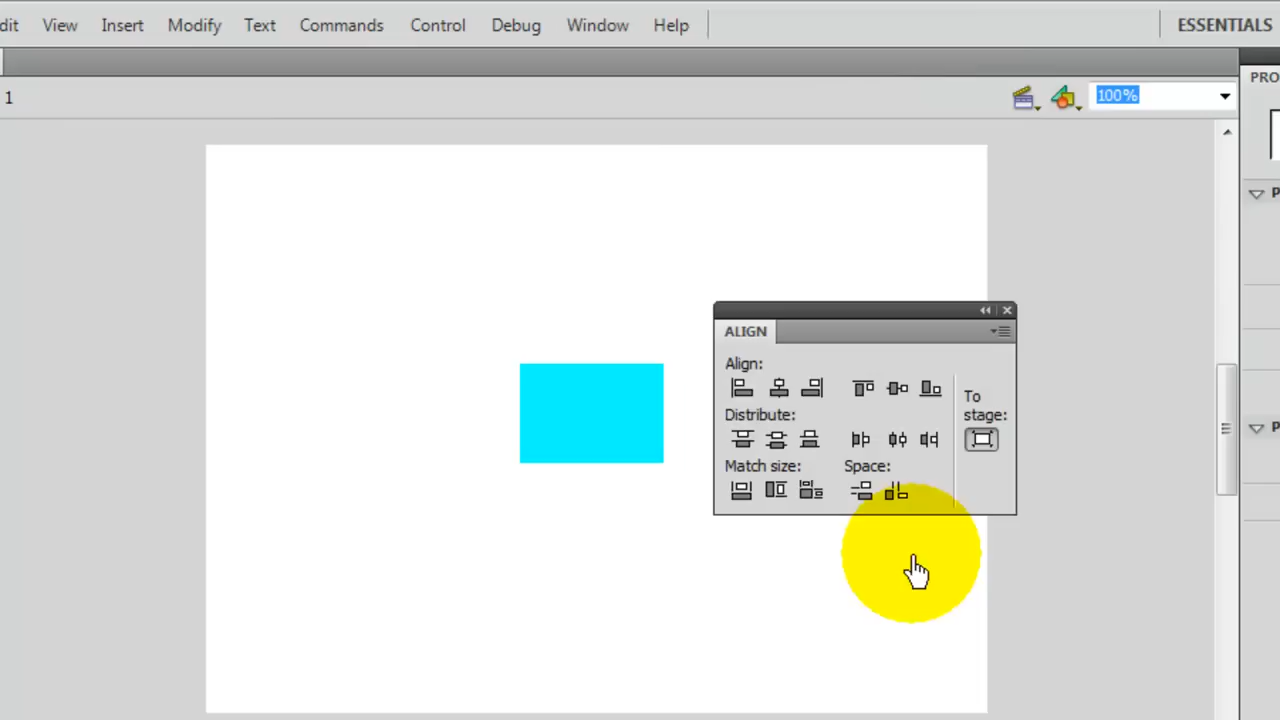 dit View Insert Modify Text Commands Control Debug Window Help ESSENTIALS
PRO
1 100%
P
ALIGN
Align:
To
stage:
Distribute:
P
Match size: Space: